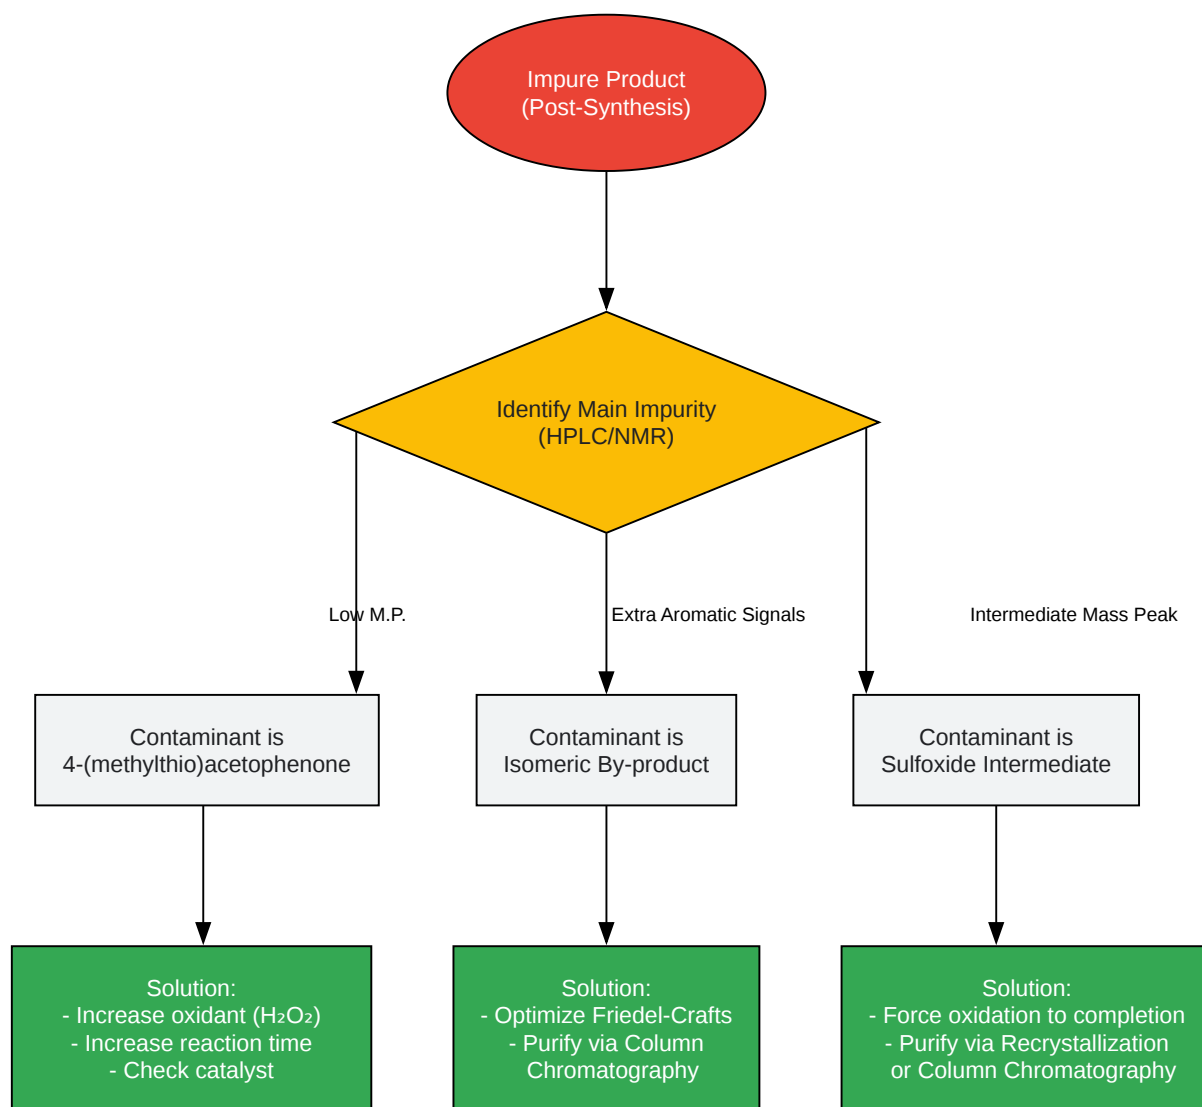 Impure Product
(Post-Synthesis)
Identify Main Impurity
(HPLC/NMR)
Low M.P.
Extra Aromatic Signals
Intermediate Mass Peak
Contaminant is
4-(methylthio)acetophenone
Contaminant is
Isomeric By-product
Contaminant is
Sulfoxide Intermediate
Solution:
- Increase oxidant (H₂O₂)
- Increase reaction time
- Check catalyst
Solution:
- Optimize Friedel-Crafts
- Purify via Column
Chromatography
Solution:
- Force oxidation to completion
- Purify via Recrystallization
or Column Chromatography